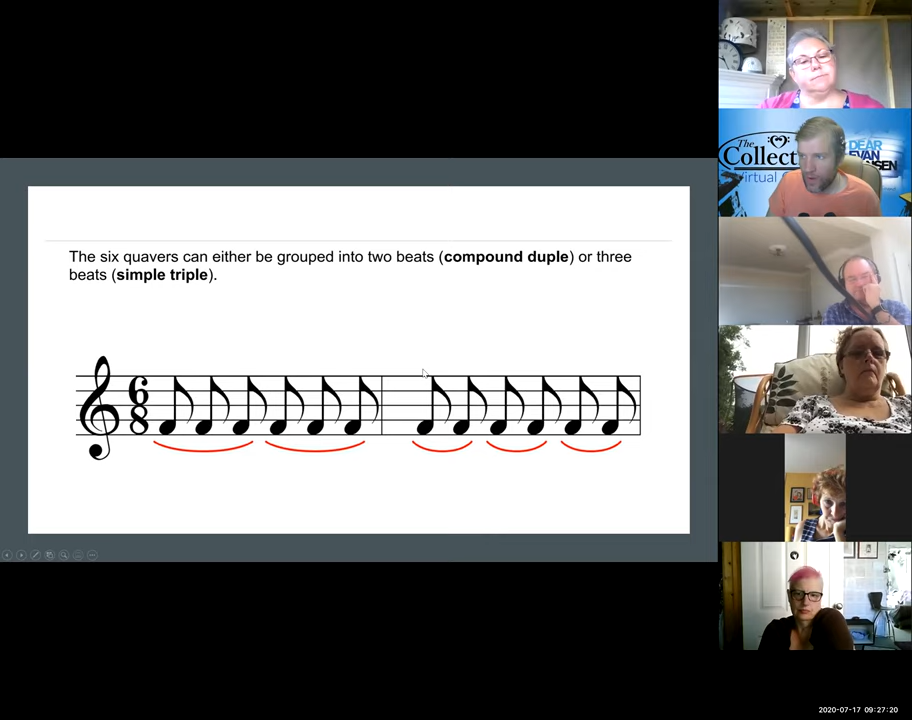 The six quavers can either be grouped into two beats (compound duple) or three
beats (simple triple).
6
8
The
Collect
Virtual
DEAR
EVAN
NSEN
2020-07-17 09:27:20